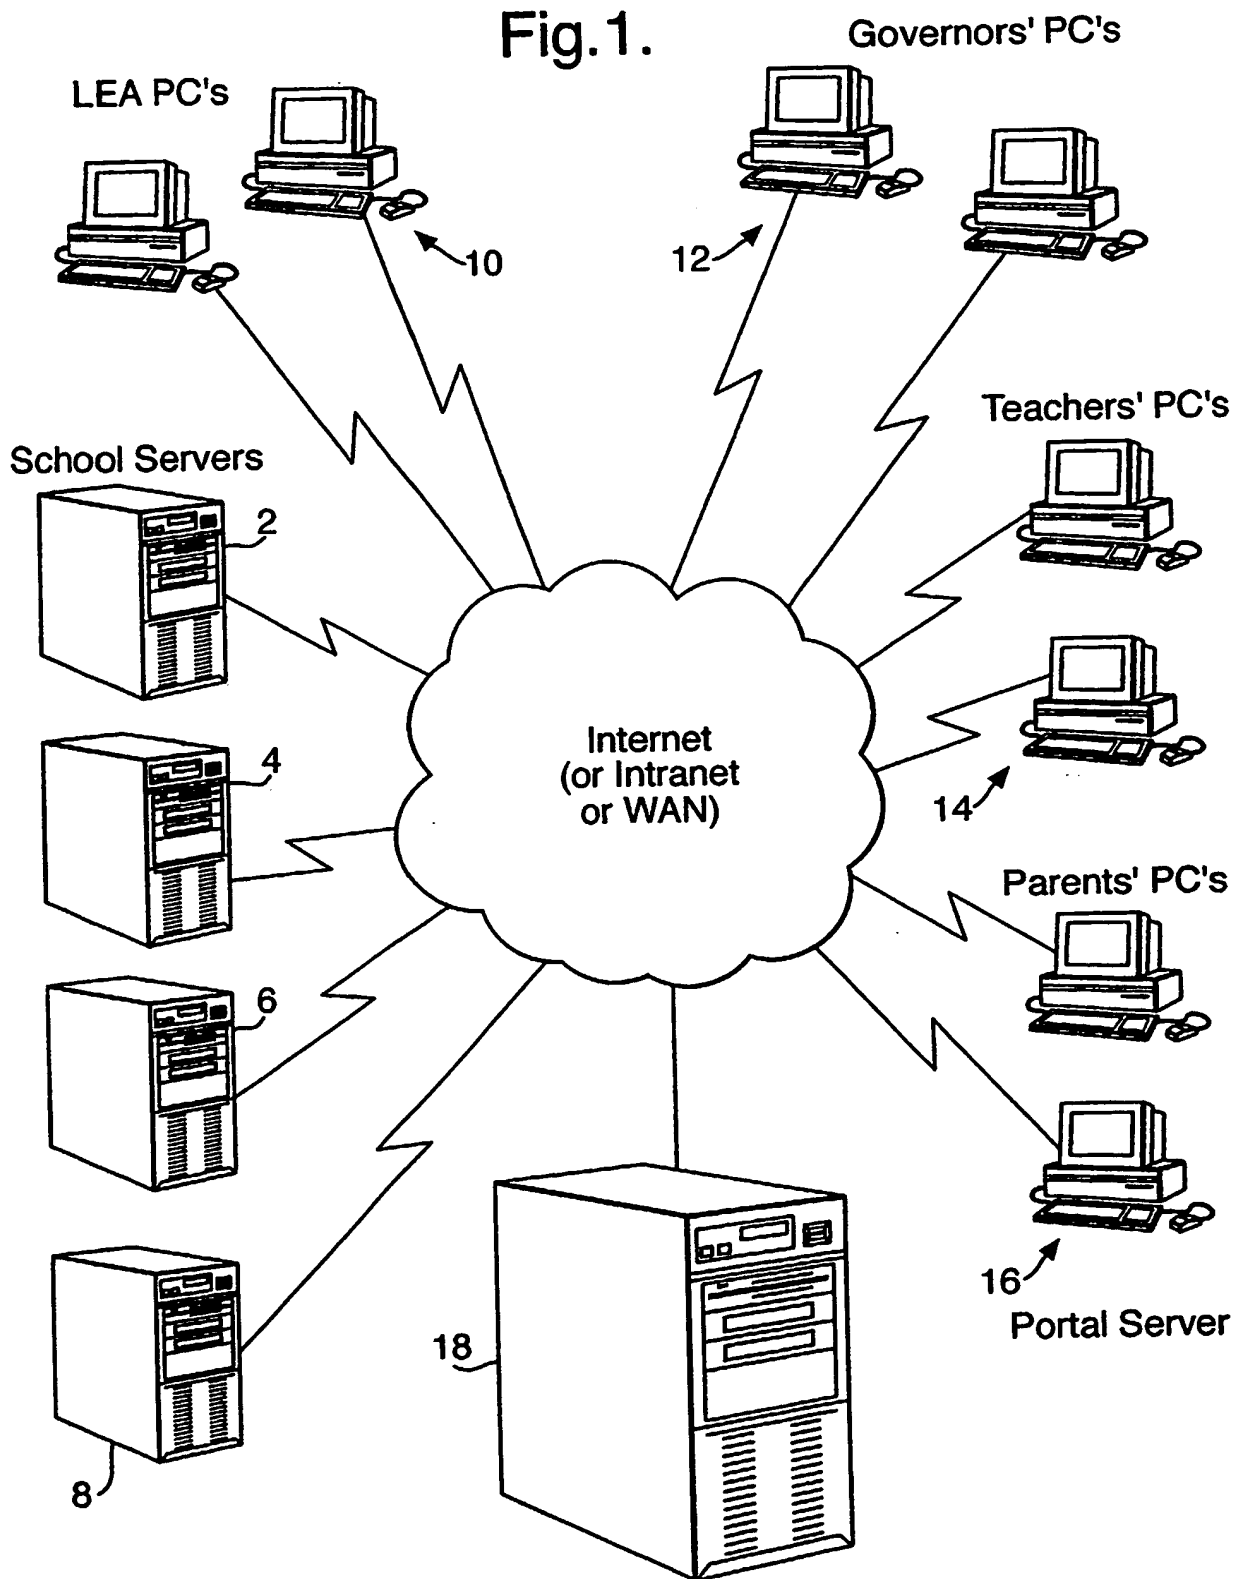 Fig.1.
LEA PC's
Governors' PC's
10
12
Teachers' PC's
School Servers
2
4
Internet
(or Intranet
or WAN)
14
Parents' PC's
6
16
Portal Server
18
8